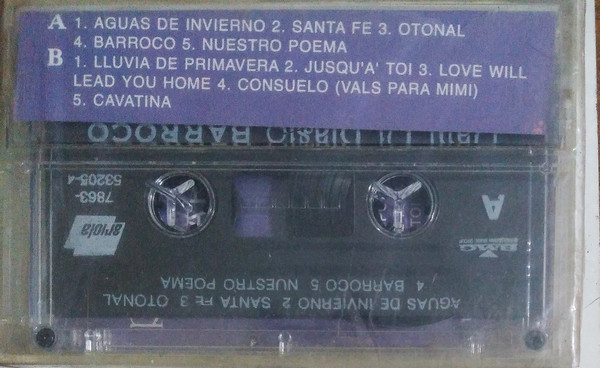 A 1. AGUAS DE INVIERNO 2. SANTA FE 3. OTONAL
4. BARROCO 5. NUESTRO POEMA
B 1. LLUVIA DE PRIMAVERA 2. JUSQU'A' TOI 3. LOVE WILL
LEAD YOU HOME 4. CONSUELO (VALS PARA MIMI)
5. CAVATINA
BARROCO
7863-
53205-4
A
ariola
BMG
AGUAS DE INVIERNO 2 SANTA FE 3 OTONAL
4 BARROCO 5 NUESTRO POEMA